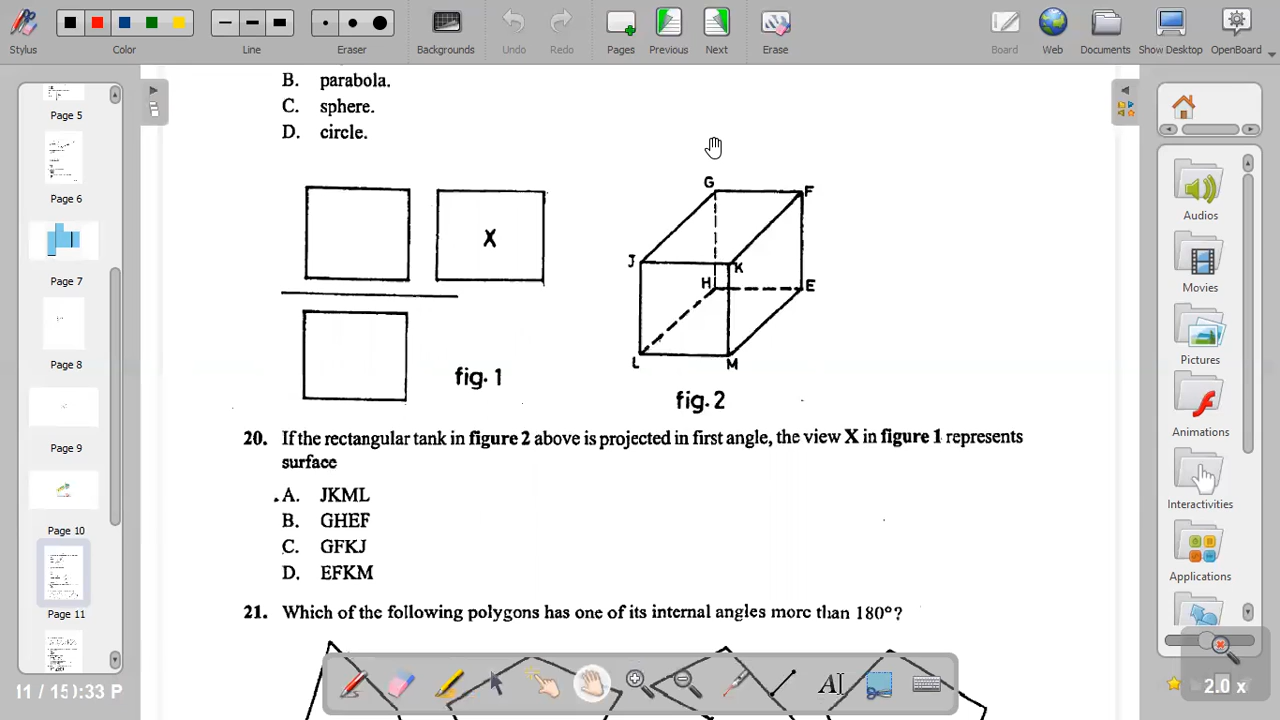 Stylus
Color
Line
Eraser
Backgrounds
Undo
Redo
Pages
Previous
Next
Erase
Board
Web
Documents
Show Desktop
OpenBoard
Page 5
Page 6
Page 7
Page 8
Page 9
Page 10
Page 11
B. parabola.
C. sphere.
D. circle.
X
fig. 1
G
F
J
K
H
E
L
M
fig. 2
20. If the rectangular tank in figure 2 above is projected in first angle, the view X in figure 1 represents
surface
A. JKML
B. GHEF
C. GFKJ
D. EFKM
21. Which of the following polygons has one of its internal angles more than 180°?
Audios
Movies
Pictures
Animations
Interactivities
Applications
2.0 x